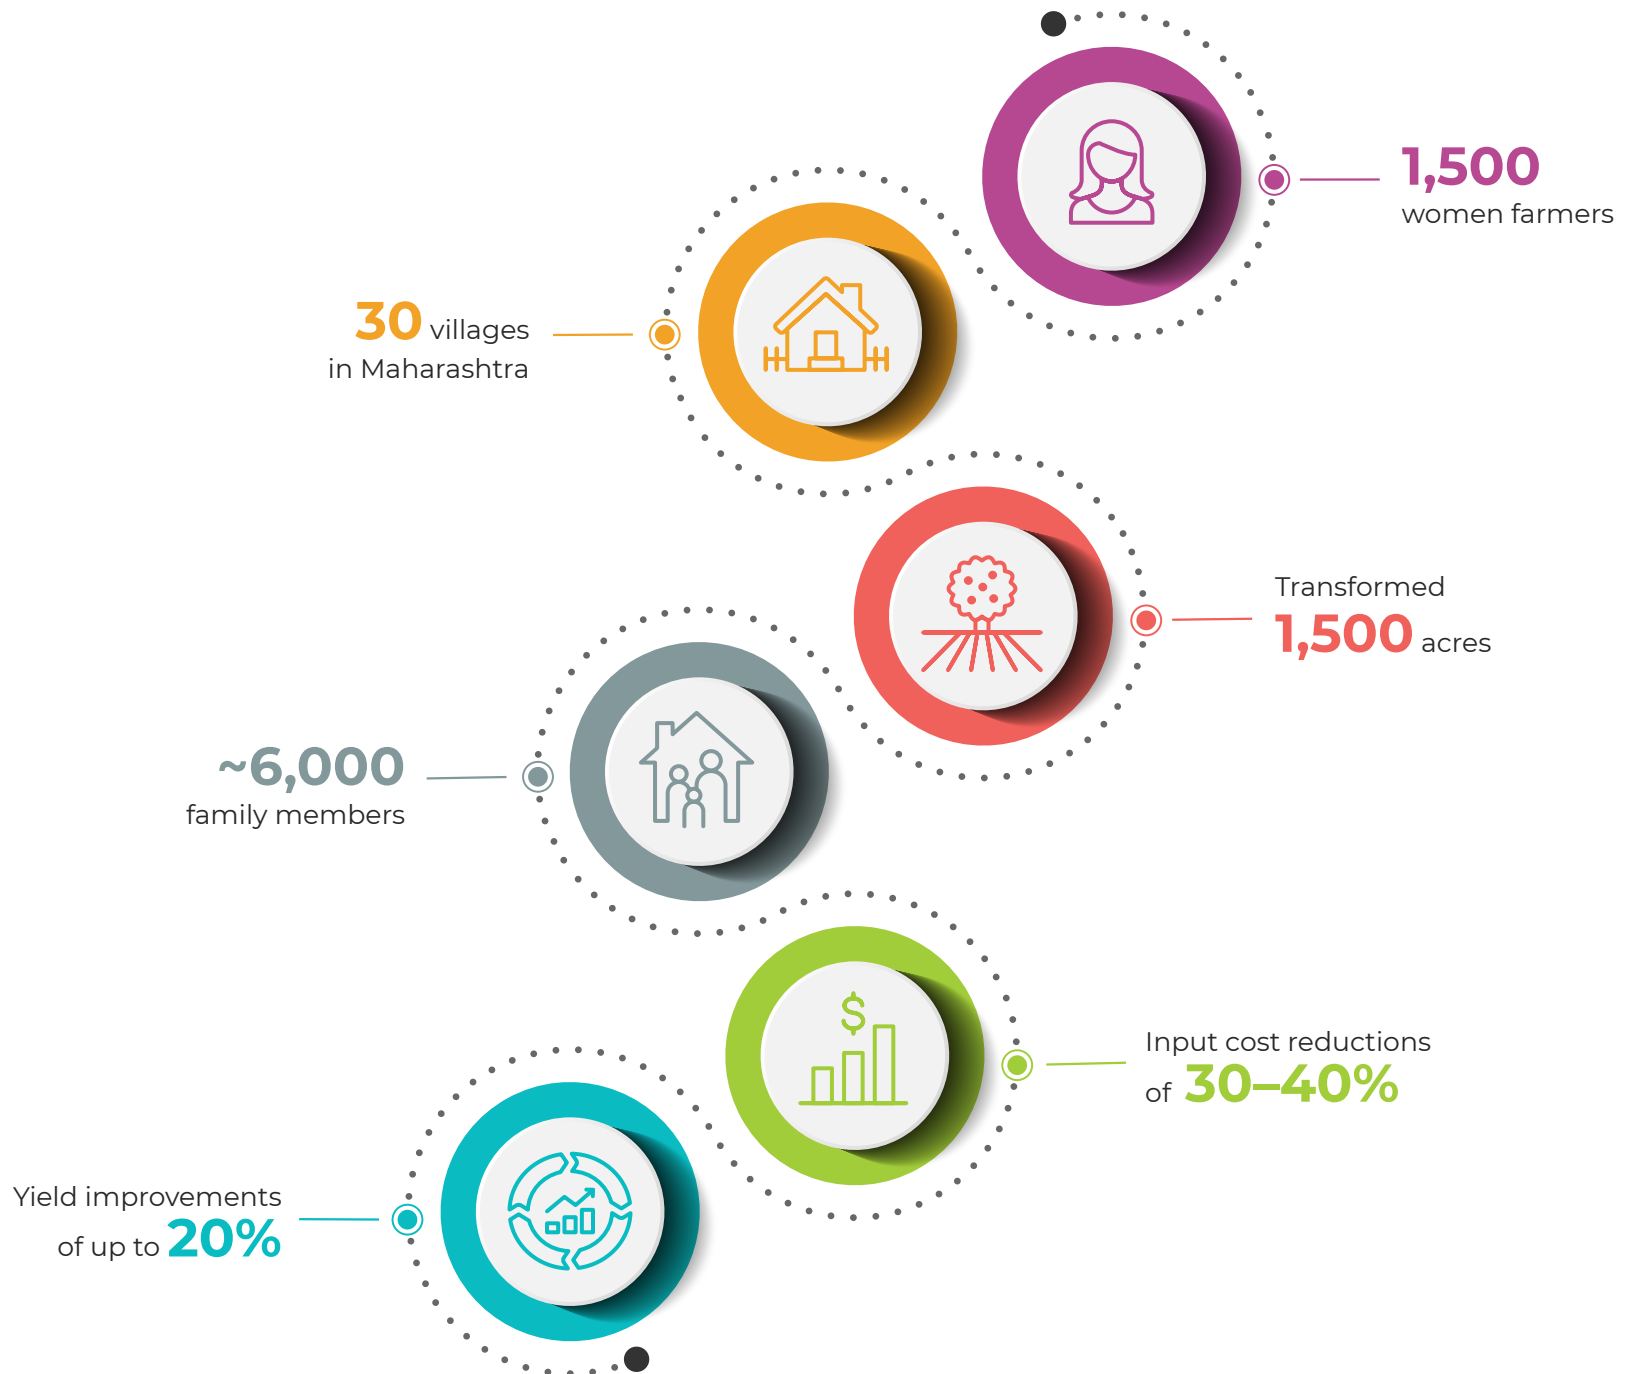 1,500
women farmers
30 villages
in Maharashtra
Transformed
1,500 acres
~6,000
family members
Input cost reductions
of 30–40%
Yield improvements
of up to 20%